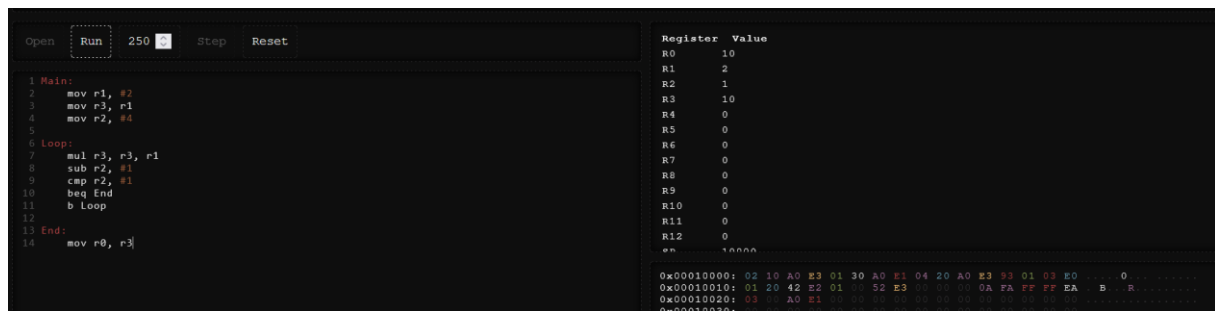 Open Run 250 Step Reset
1 Main:
2 mov r1, #2
3 mov r3, r1
4 mov r2, #4
5
6 Loop:
7 mul r3, r3, r1
8 sub r2, #1
9 cmp r2, #1
10 beq End
11 b Loop
12
13 End:
14 mov r0, r3
Register Value
R0 10
R1 2
R2 1
R3 10
R4 0
R5 0
R6 0
R7 0
R8 0
R9 0
R10 0
R11 0
R12 0
SP 10000
0x00010000: 02 10 A0 E3 01 30 A0 E1 04 20 A0 E3 93 01 03 E0 .....0... .........
0x00010010: 01 20 42 E2 01 00 52 E3 00 00 00 0A FA FF FF EA . B...R.........
0x00010020: 03 00 A0 E1 00 00 00 00 00 00 00 00 00 00 00 00 ................